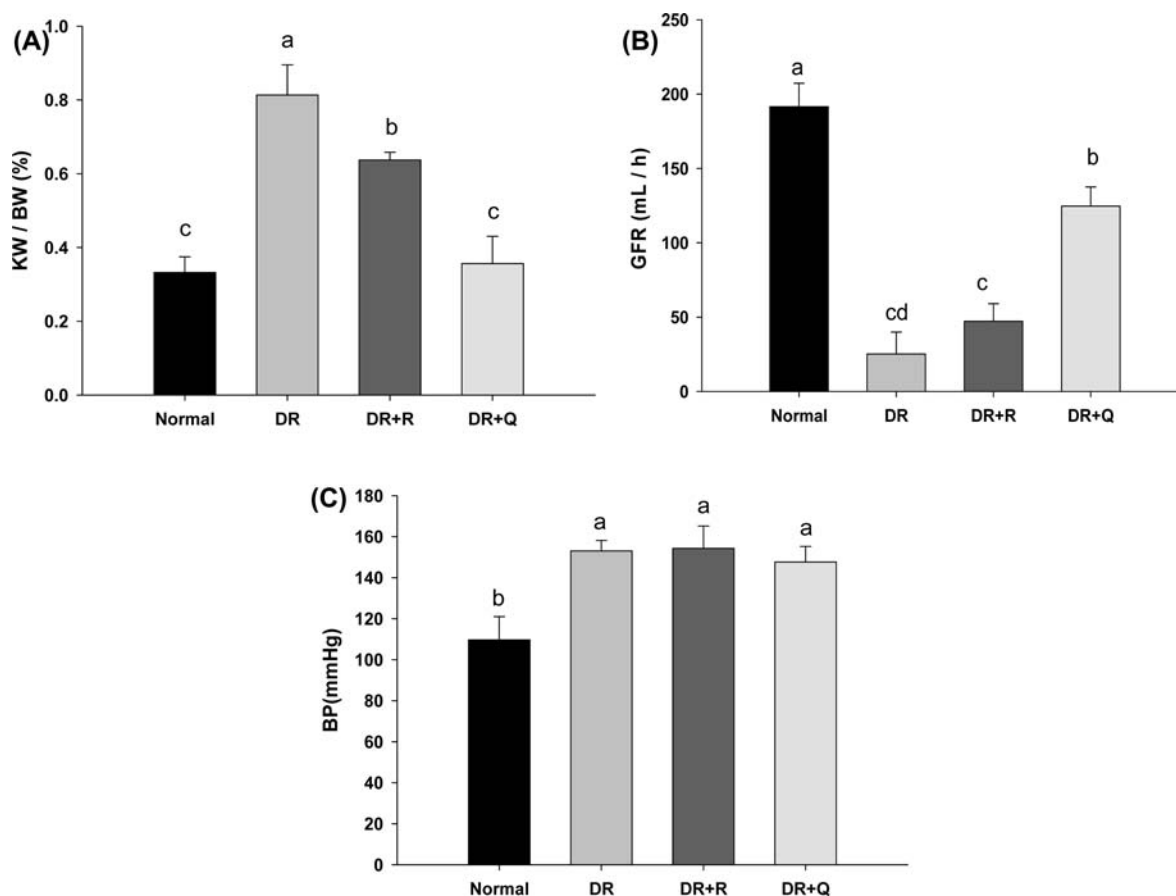 (A)
KW / BW (%)
1.0
0.8
0.6
0.4
0.2
0.0
c
a
b
c
Normal DR DR+R DR+Q
(B)
GFR (mL / h)
250
200
150
100
50
0
a
cd
c
b
Normal DR DR+R DR+Q
(C)
BP(mmHg)
180
160
140
120
100
80
60
40
20
0
b
a
a
a
Normal DR DR+R DR+Q